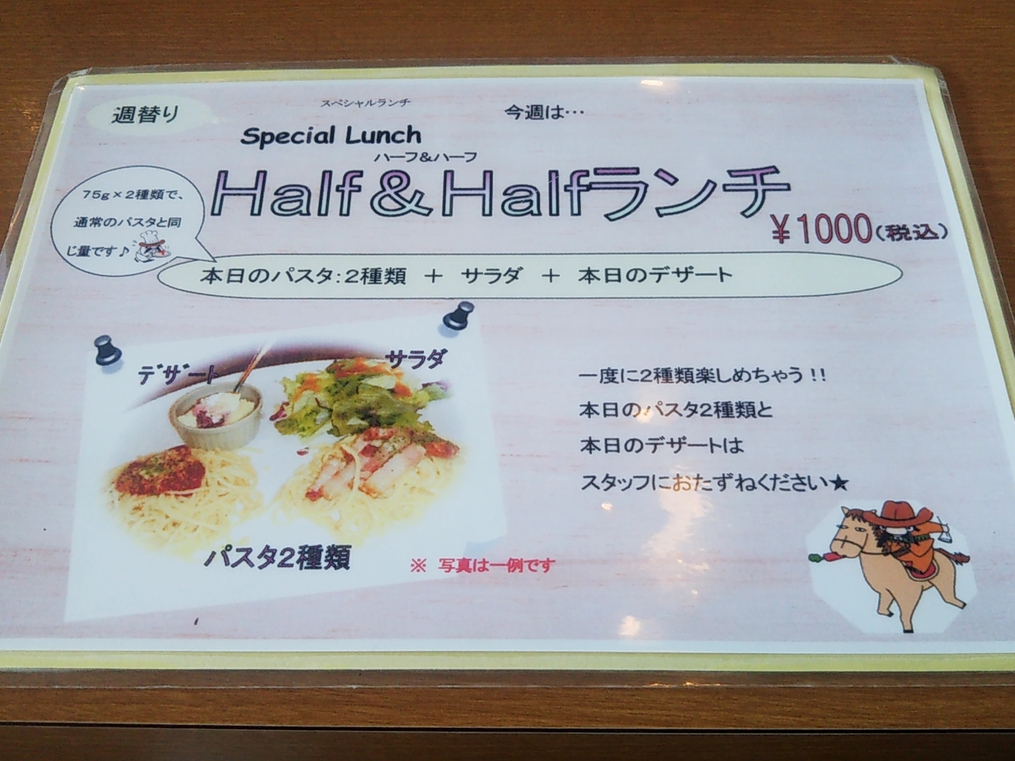 週替り
スペシャルランチ
今週は…
Special Lunch
ハーフ&ハーフ
Half&Halfランチ
¥1000(税込)
75g×2種類で、
通常のパスタと同
じ量です♪
本日のパスタ:2種類 + サラダ + 本日のデザート
デザート
サラダ
パスタ2種類
※ 写真は一例です
一度に2種類楽しめちゃう!!
本日のパスタ2種類と
本日のデザートは
スタッフにおたずねください★